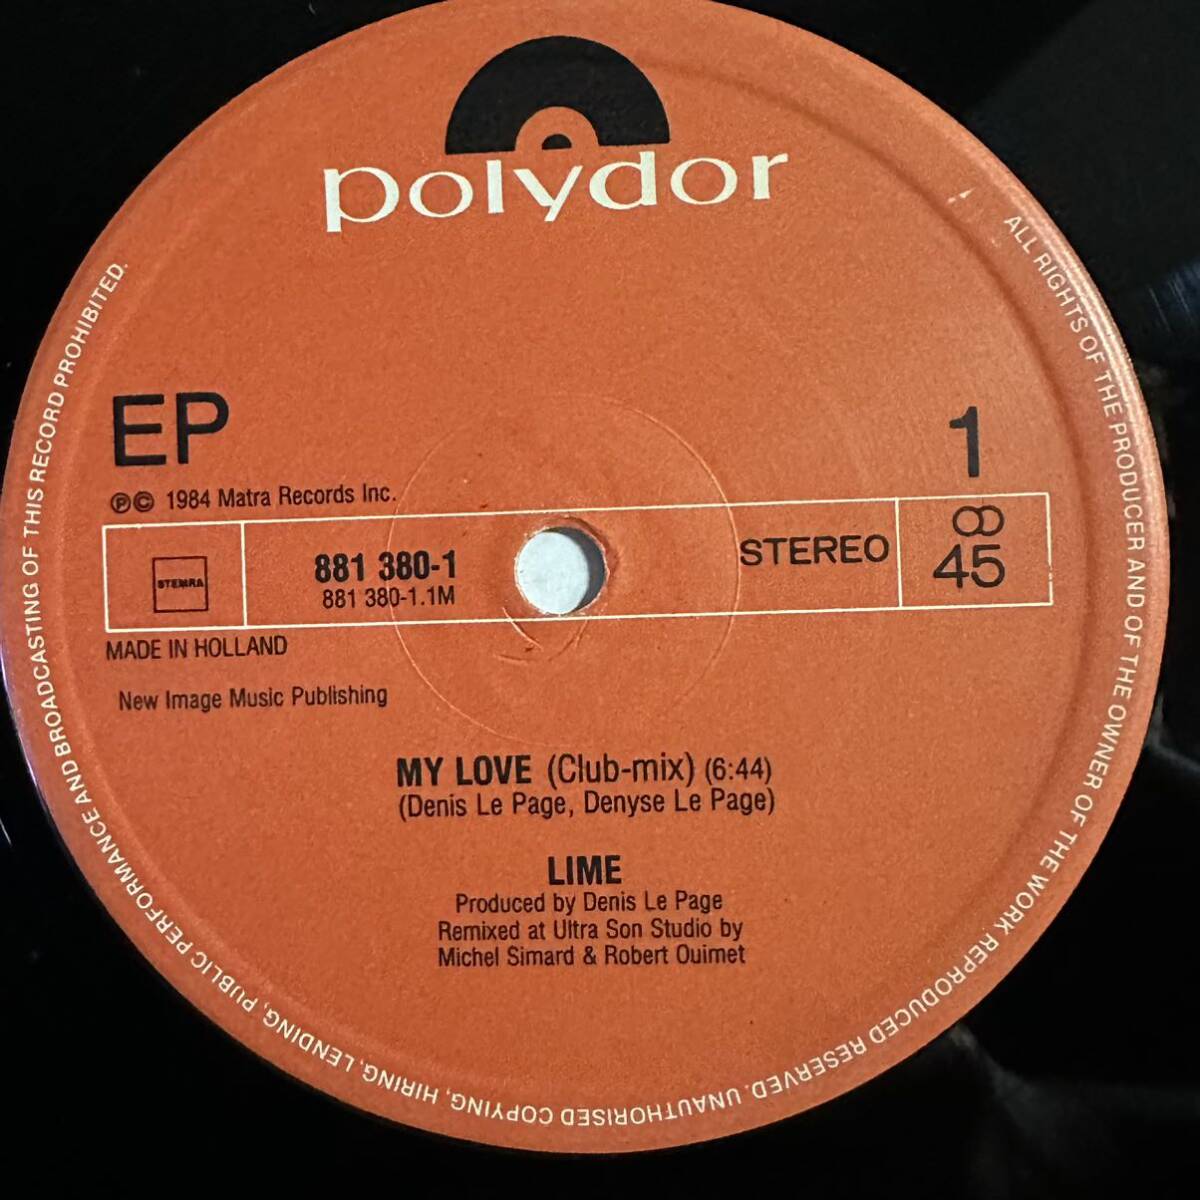 polydor
EP
1
℗© 1984 Matra Records Inc.
STEMRA
881 380-1
881 380-1.1M
STEREO
45
MADE IN HOLLAND
New Image Music Publishing
MY LOVE (Club-mix) (6:44)
(Denis Le Page, Denyse Le Page)
LIME
Produced by Denis Le Page
Remixed at Ultra Son Studio by
Michel Simard & Robert Ouimet
ALL RIGHTS OF THE PRODUCER AND OF THE OWNER OF THE WORK REPRODUCED RESERVED. UNAUTHORISED COPYING, HIRING, LENDING, PUBLIC PERFORMANCE AND BROADCASTING OF THIS RECORD PROHIBITED.